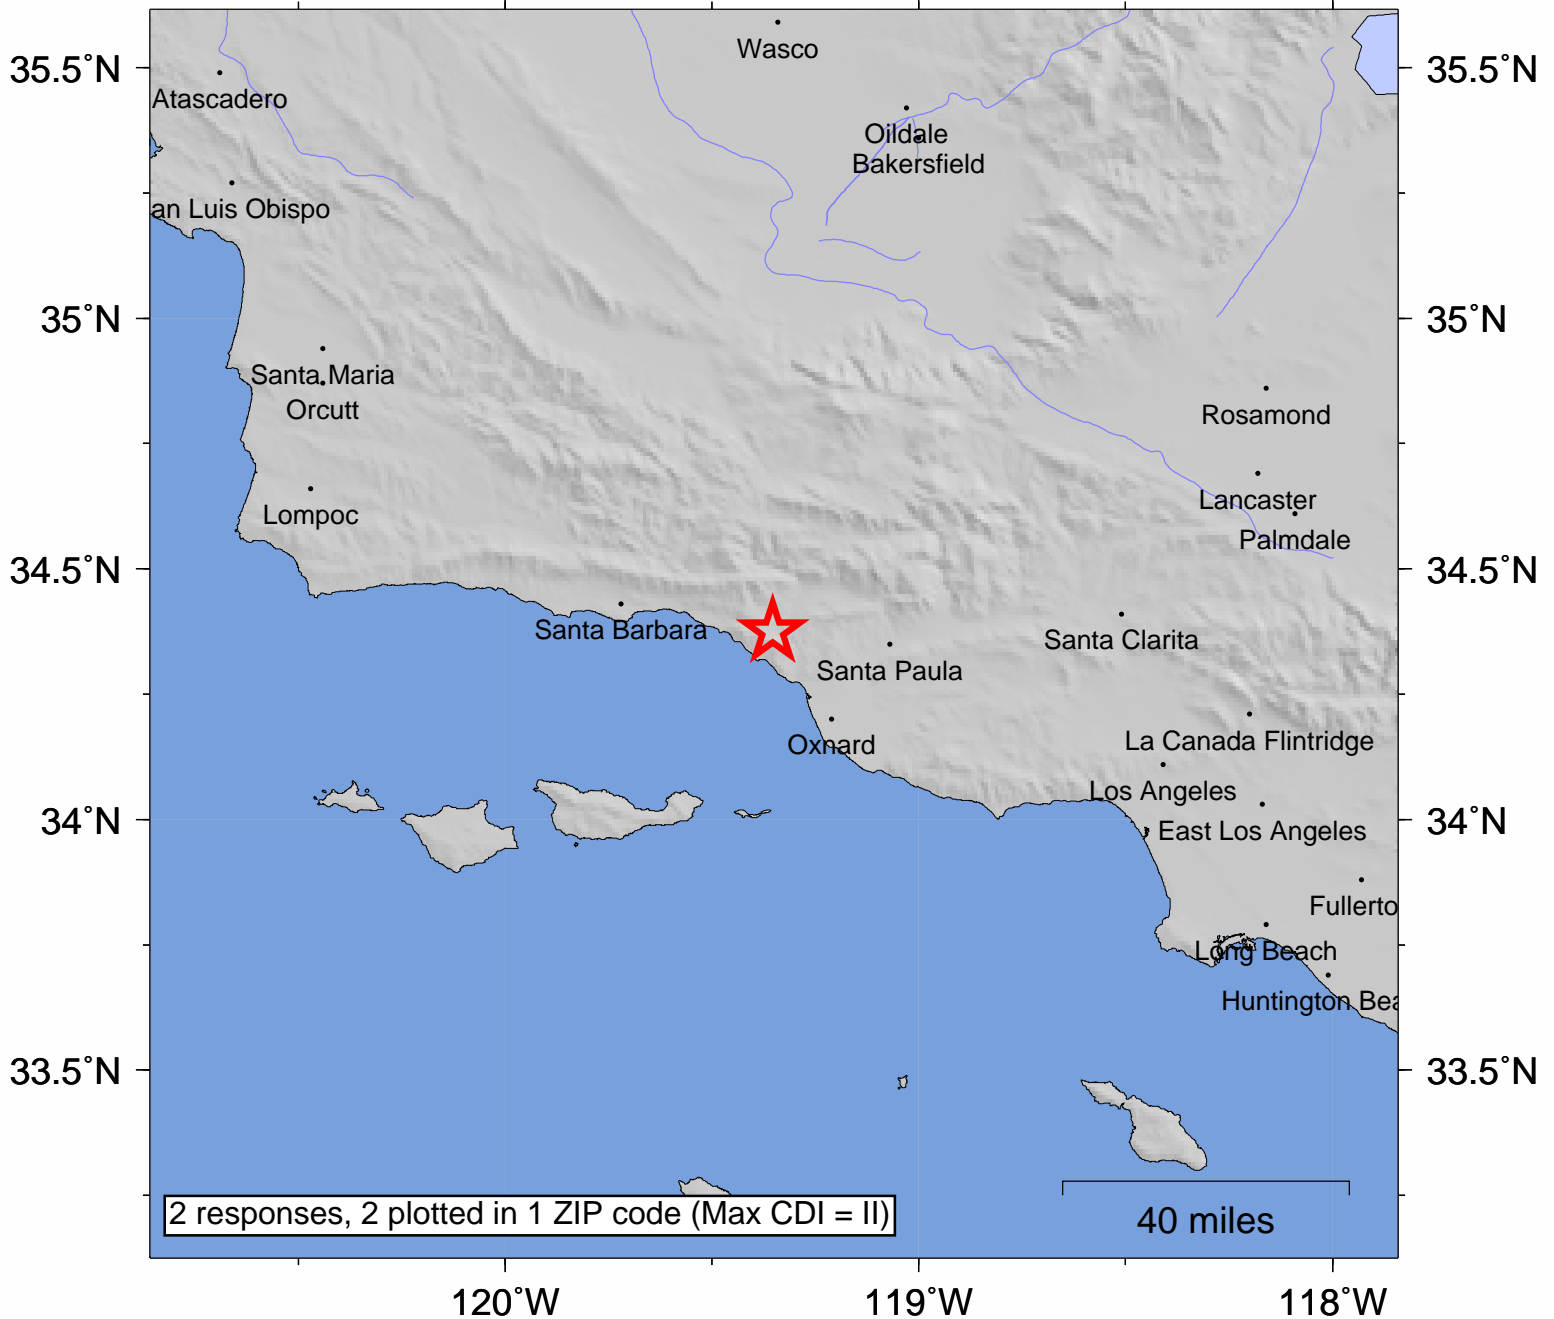 Wasco
35.5˚N
35.5˚N
Atascadero
Oildale
Bakersfield
an Luis Obispo
35˚N
35˚N
Santa Maria
Orcutt
Rosamond
Lancaster
Lompoc
Palmdale
34.5˚N
34.5˚N
Santa Barbara
Santa Clarita
Santa Paula
Oxnard
La Canada Flintridge
Los Angeles
34˚N
34˚N
East Los Angeles
Fullerto
Long Beach
Huntington Bea
33.5˚N
33.5˚N
2 responses, 2 plotted in 1 ZIP code (Max CDI = II)
40 miles
120˚W
119˚W
118˚W